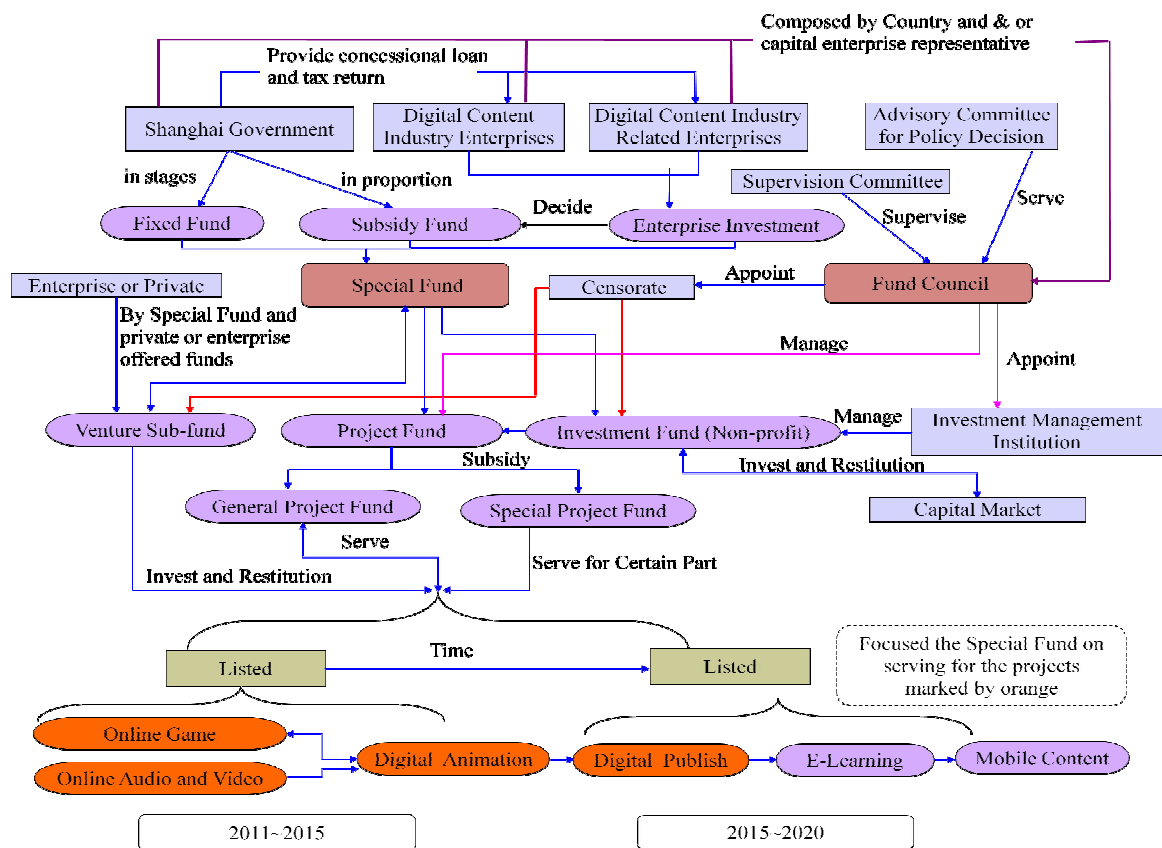 Composed by Country and & or
capital enterprise representative
Provide concessional loan
and tax return
Shanghai Government
Digital Content
Industry Enterprises
Digital Content Industry
Related Enterprises
Advisory Committee
for Policy Decision
in stages
in proportion
Supervision Committee
Serve
Fixed Fund
Subsidy Fund
Decide
Enterprise Investment
Supervise
Enterprise or Private
Special Fund
Censorate
Appoint
Fund Council
By Special Fund and
private or enterprise
offered funds
Manage
Appoint
Venture Sub-fund
Project Fund
Investment Fund (Non-profit)
Manage
Investment Management
Institution
Subsidy
Invest and Restitution
General Project Fund
Special Project Fund
Capital Market
Serve
Serve for Certain Part
Invest and Restitution
Listed
Time
Listed
Focused the Special Fund on
serving for the projects
marked by orange
Online Game
Online Audio and Video
Digital Animation
Digital Publish
E-Learning
Mobile Content
2011~2015
2015~2020